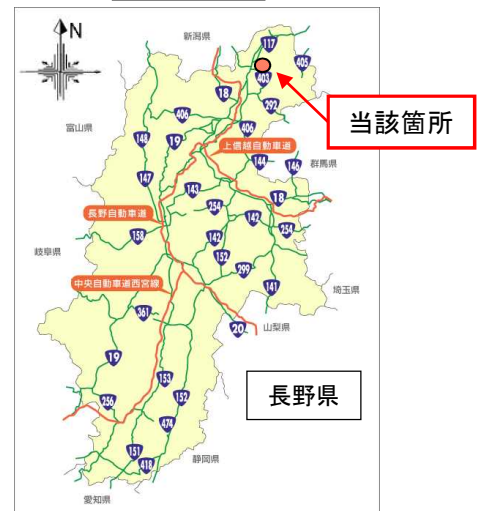 N
新潟県
117
405
18
403
当該箇所
292
406
406
富山県
148
19
上信越自動車道
144
146
群馬県
147
143
18
254
長野自動車道
142
254
158
142
岐阜県
152
299
中央自動車道西宮線
141
埼玉県
361
20
山梨県
19
153
長野県
256
152
474
151
静岡県
418
愛知県